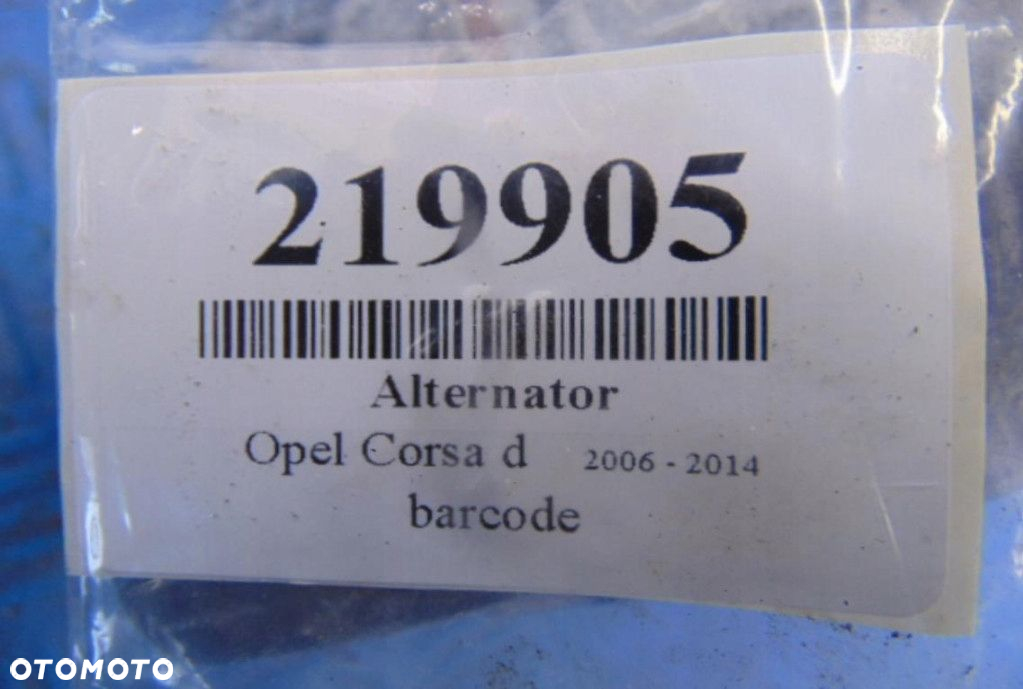 219905
Alternator
Opel Corsa d 2006 - 2014
barcode
OTOMOTO